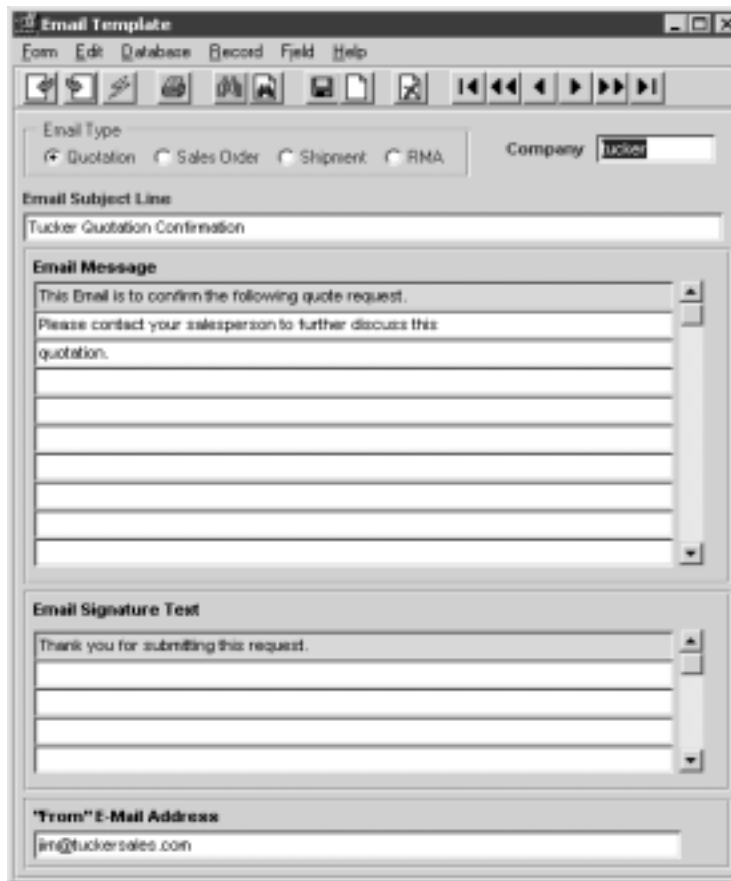 Email Template
Form Edit Database Record Field Help
Email Type
Quotation Sales Order Shipment RMA
Company tucker
Email Subject Line
Tucker Quotation Confirmation
Email Message
This Email is to confirm the following quote request.
Please contact your salesperson to further discuss this
quotation.
Email Signature Text
Thank you for submitting this request.
"From" E-Mail Address
jim@tuckersales.com